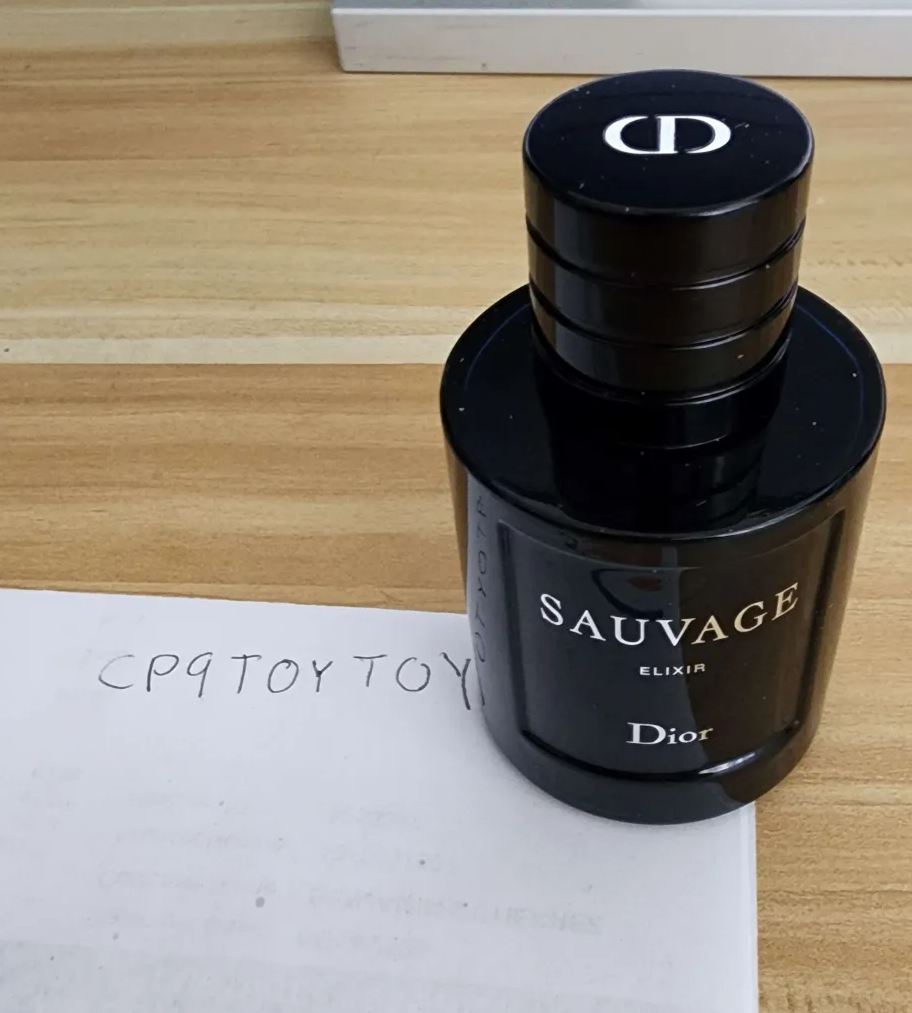 CD
SAUVAGE
ELIXIR
Dior
CP9TOYTOY